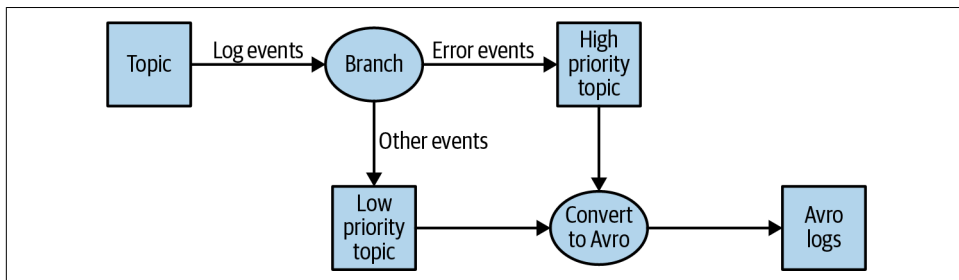 Topic
Log events
Branch
Error events
High
priority
topic
Other events
Low
priority
topic
Convert
to Avro
Avro
logs